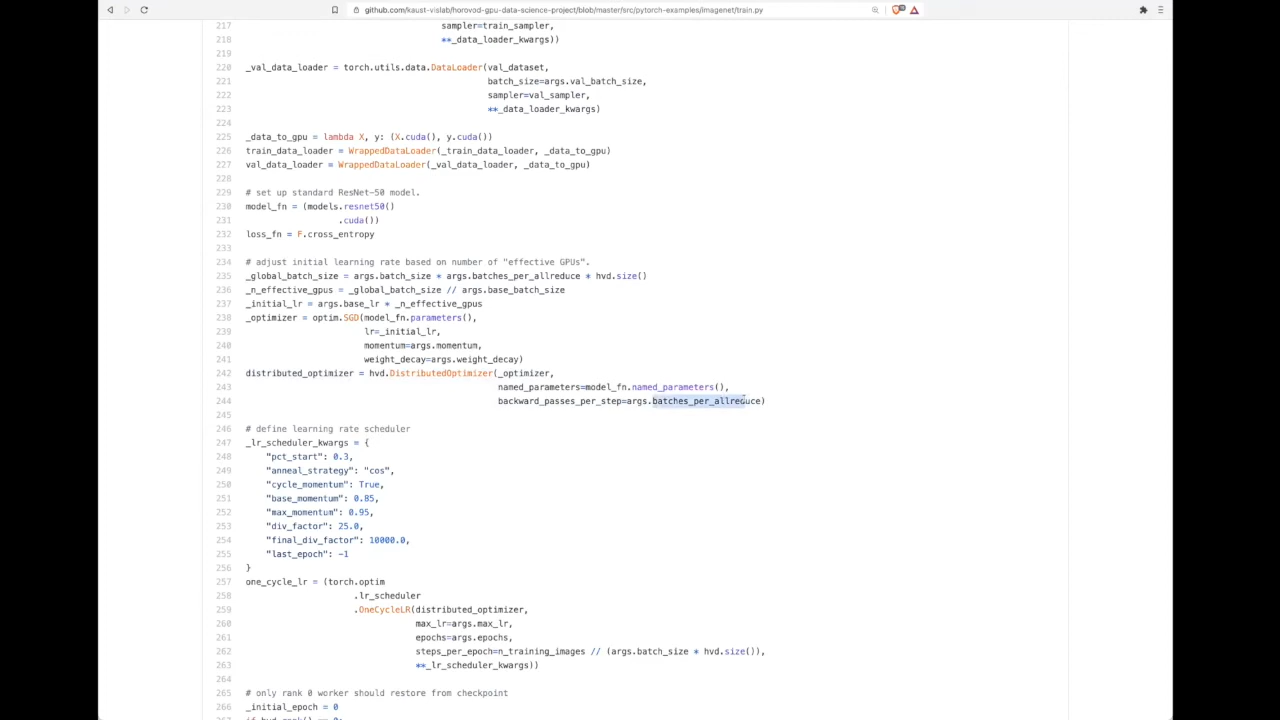 github.com/kaust-vislab/horovod-gpu-data-science-project/blob/master/src/pytorch-examples/imagenet/train.py
217 sampler=train_sampler,
218 **_data_loader_kwargs))
219
220 _val_data_loader = torch.utils.data.DataLoader(val_dataset,
221 batch_size=args.val_batch_size,
222 sampler=val_sampler,
223 **_data_loader_kwargs)
224
225 _data_to_gpu = lambda X, y: (X.cuda(), y.cuda())
226 train_data_loader = WrappedDataLoader(_train_data_loader, _data_to_gpu)
227 val_data_loader = WrappedDataLoader(_val_data_loader, _data_to_gpu)
228
229 # set up standard ResNet-50 model.
230 model_fn = (models.resnet50()
231 .cuda())
232 loss_fn = F.cross_entropy
233
234 # adjust initial learning rate based on number of "effective GPUs".
235 _global_batch_size = args.batch_size * args.batches_per_allreduce * hvd.size()
236 _n_effective_gpus = _global_batch_size // args.base_batch_size
237 _initial_lr = args.base_lr * _n_effective_gpus
238 _optimizer = optim.SGD(model_fn.parameters(),
239 lr=_initial_lr,
240 momentum=args.momentum,
241 weight_decay=args.weight_decay)
242 distributed_optimizer = hvd.DistributedOptimizer(_optimizer,
243 named_parameters=model_fn.named_parameters(),
244 backward_passes_per_step=args.batches_per_allreduce)
245
246 # define learning rate scheduler
247 _lr_scheduler_kwargs = {
248 "pct_start": 0.3,
249 "anneal_strategy": "cos",
250 "cycle_momentum": True,
251 "base_momentum": 0.85,
252 "max_momentum": 0.95,
253 "div_factor": 25.0,
254 "final_div_factor": 10000.0,
255 "last_epoch": -1
256 }
257 one_cycle_lr = (torch.optim
258 .lr_scheduler
259 .OneCycleLR(distributed_optimizer,
260 max_lr=args.max_lr,
261 epochs=args.epochs,
262 steps_per_epoch=n_training_images // (args.batch_size * hvd.size()),
263 **_lr_scheduler_kwargs))
264
265 # only rank 0 worker should restore from checkpoint
266 _initial_epoch = 0
267 if hvd.rank() == 0: